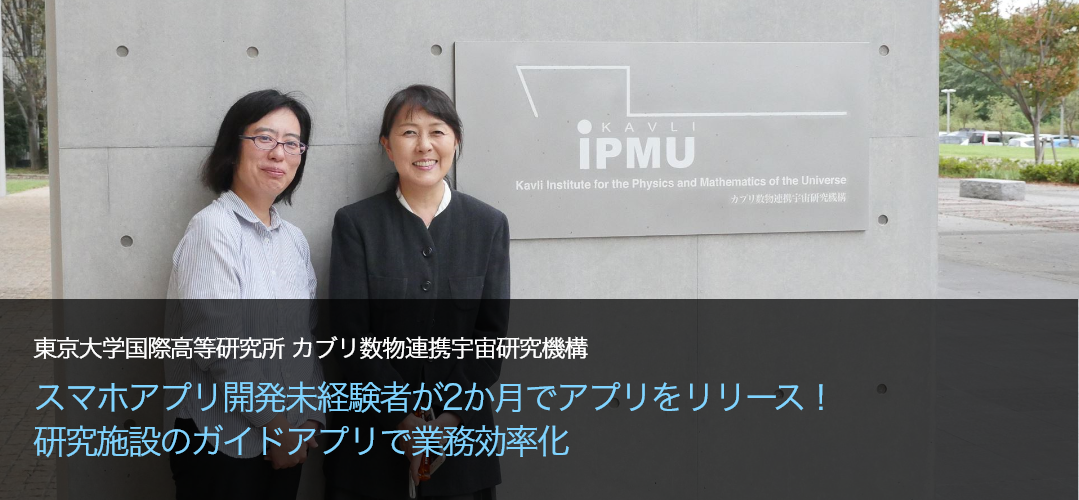 KAVLI
iPMU
Kavli Institute for the Physics and Mathematics of the Universe
カブリ数物連携宇宙研究機構
東京大学国際高等研究所 カブリ数物連携宇宙研究機構
スマホアプリ開発未経験者が2か月でアプリをリリース！
研究施設のガイドアプリで業務効率化